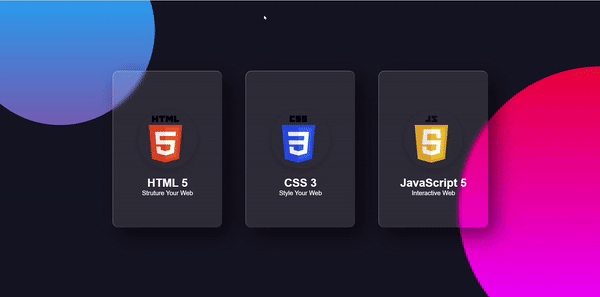 HTML
CSS
JS
5
3
5
HTML 5
CSS 3
JavaScript 5
Struture Your Web
Style Your Web
Interactive Web